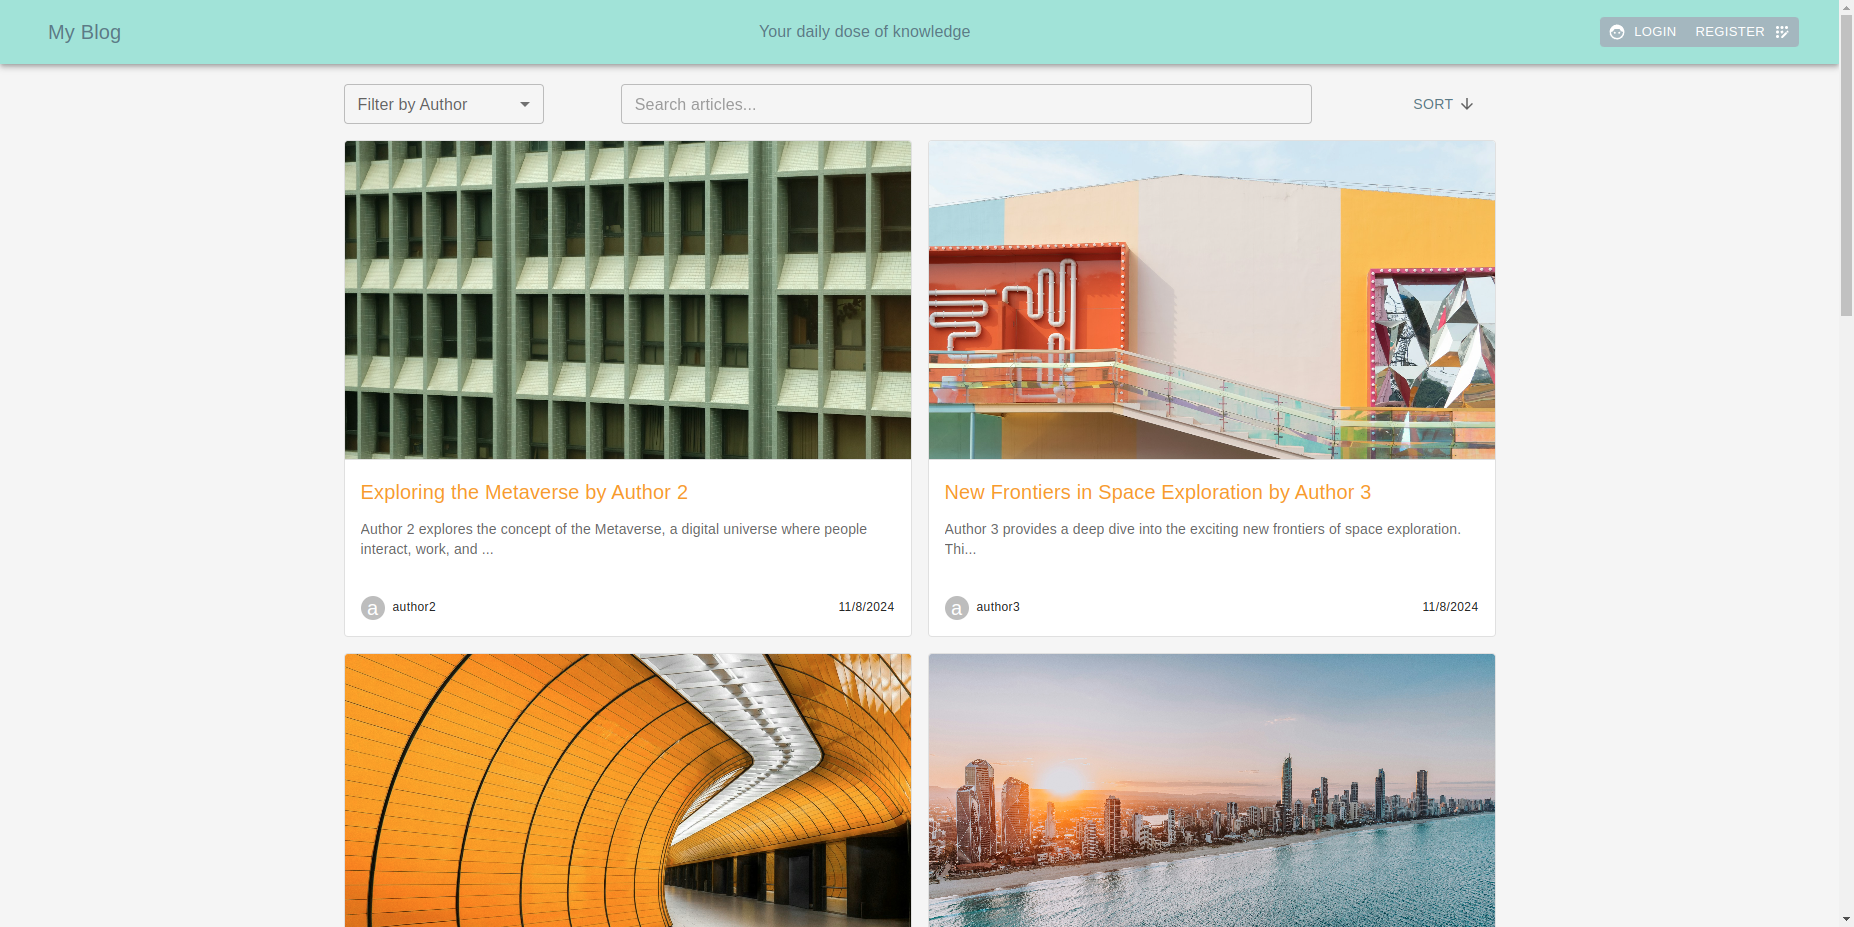 My Blog
Your daily dose of knowledge
LOGIN
REGISTER
Filter by Author
Search articles...
SORT
Exploring the Metaverse by Author 2
Author 2 explores the concept of the Metaverse, a digital universe where people
interact, work, and ...
a author2
11/8/2024
New Frontiers in Space Exploration by Author 3
Author 3 provides a deep dive into the exciting new frontiers of space exploration.
Thi...
a author3
11/8/2024